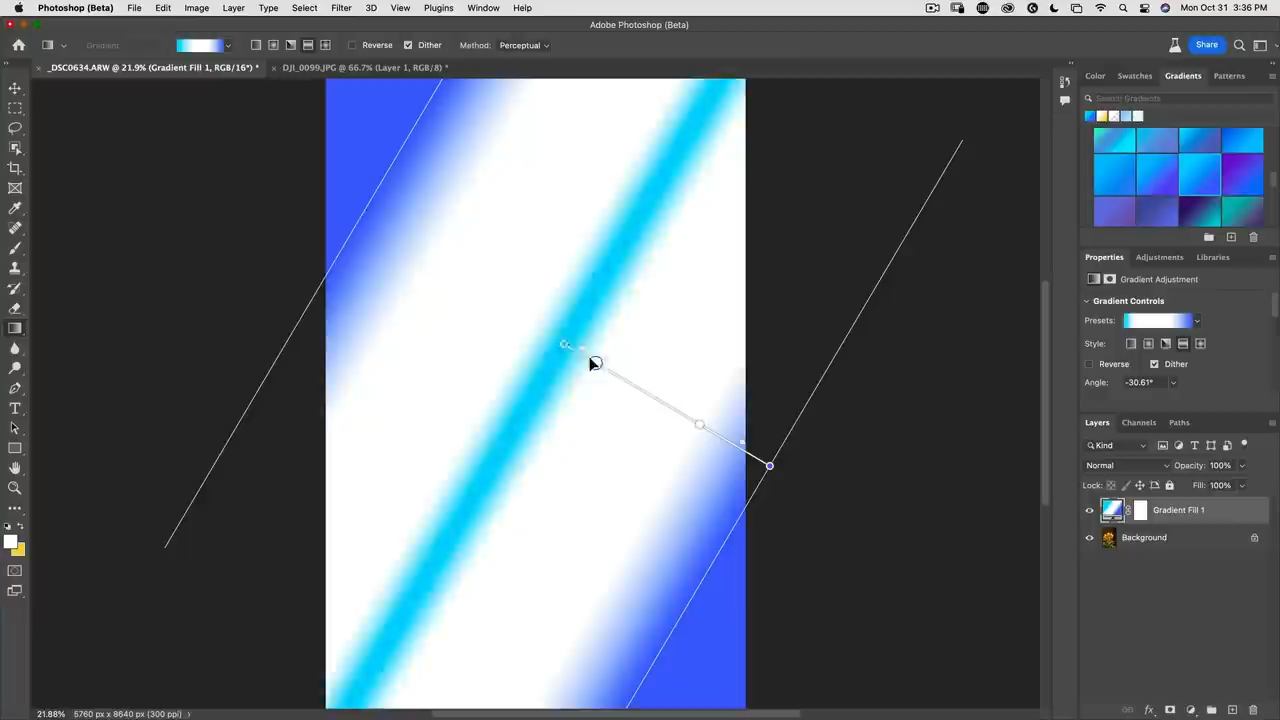 Photoshop (Beta) File Edit Image Layer Type Select Filter 3D View Plugins Window Help Mon Oct 31 3:36 PM
Adobe Photoshop (Beta)
Gradient Reverse Dither Method: Perceptual Share
_DSC0634.ARW @ 21.9% (Gradient Fill 1, RGB/16*) * DJI_0099.JPG @ 66.7% (Layer 1, RGB/8) *
Color Swatches Gradients Patterns
Search Gradients
Properties Adjustments Libraries
Gradient Adjustment
Gradient Controls
Presets:
Style:
Reverse Dither
Angle: -30.61°
Layers Channels Paths
Kind
Normal Opacity: 100%
Lock: Fill: 100%
Gradient Fill 1
Background
21.88% 5760 px x 8640 px (300 ppi)